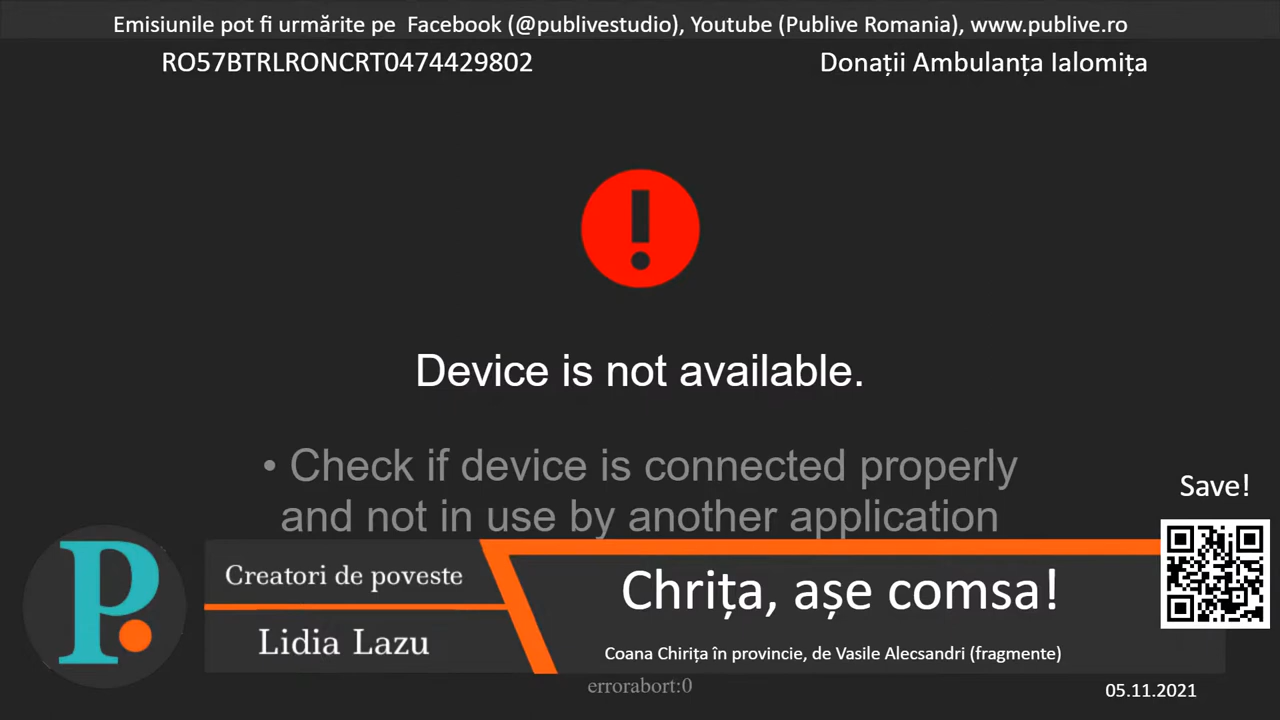 Emisiunile pot fi urmărite pe Facebook (@publivestudio), Youtube (Publive Romania), www.publive.ro
RO57BTRLRONCRT0474429802
Donații Ambulanța Ialomița
Device is not available.
• Check if device is connected properly
and not in use by another application
Save!
P
Creatori de poveste
Lidia Lazu
Chrița, așe comsa!
Coana Chirița în provincie, de Vasile Alecsandri (fragmente)
errorabort:0
05.11.2021